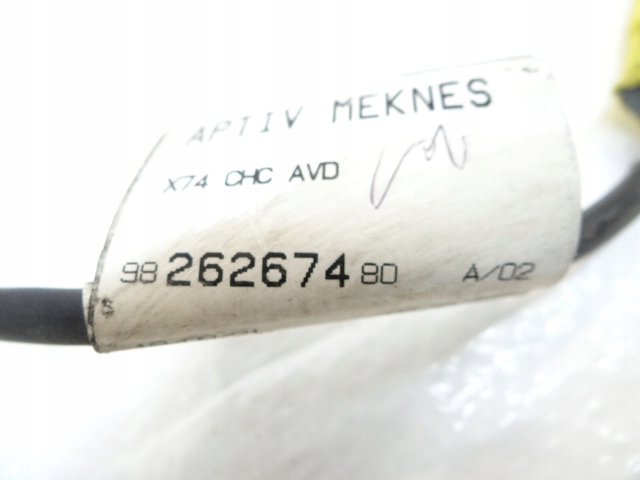 APTIV MEKNES
X74 CHC AVD
98 262674 80 A/02